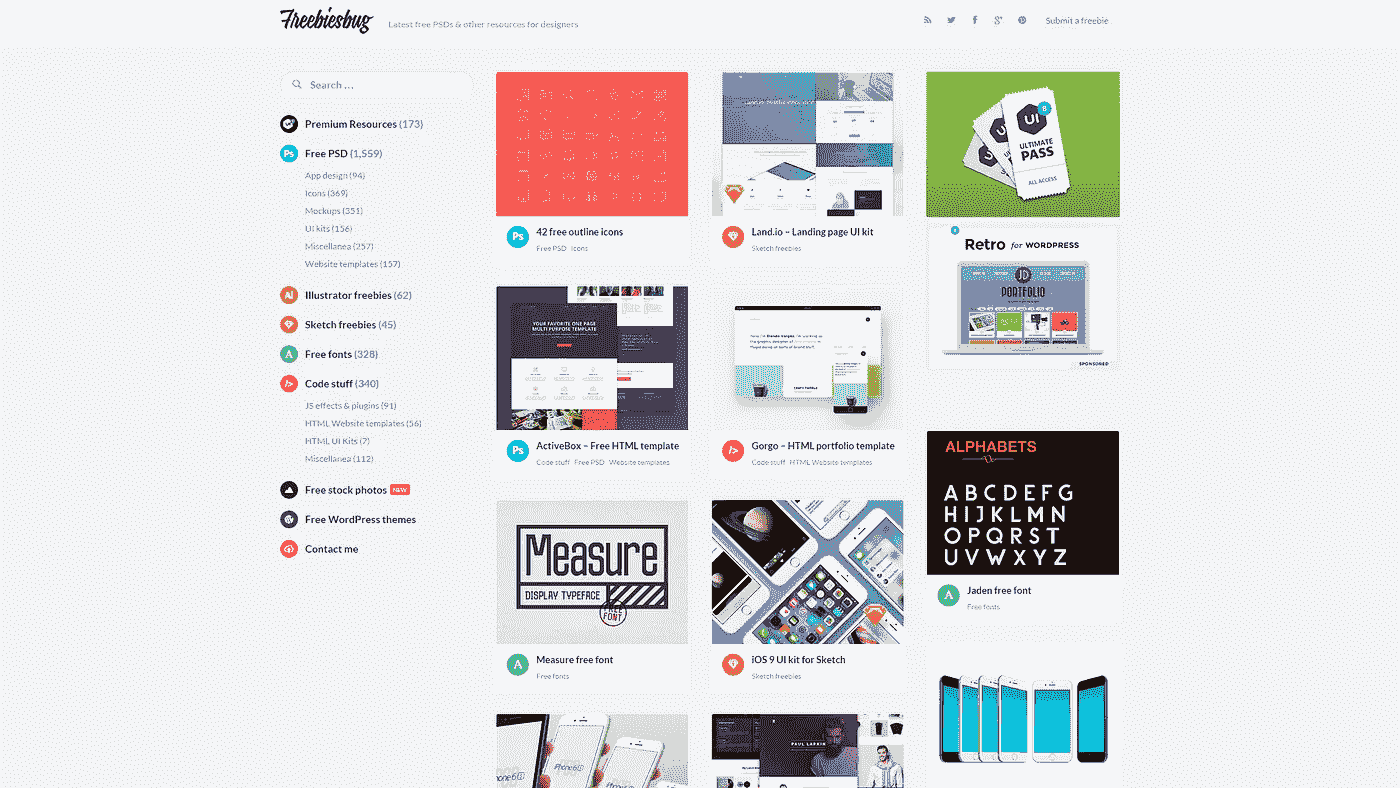 Freebiesbug
Latest free PSDs & other resources for designers
Submit a freebie
Search ...
Premium Resources (173)
Free PSD (1,559)
App design (94)
Icons (369)
Mockups (351)
UI kits (156)
Miscellanea (257)
Website templates (157)
Illustrator freebies (62)
Sketch freebies (45)
Free fonts (328)
Code stuff (340)
JS effects & plugins (91)
HTML Website templates (56)
HTML UI Kits (7)
Miscellanea (112)
Free stock photos NEW
Free WordPress themes
Contact me
Ps
42 free outline icons
Free PSD Icons
YOUR FAVORITE ONE PAGE
MULTI PURPOSE TEMPLATE
Ps
ActiveBox – Free HTML template
Code stuff Free PSD Website templates
Measure
DISPLAY TYPEFACE
FREE
FONT
A
Measure free font
Free fonts
Land.io – Landing page UI kit
Sketch freebies
Gorgo – HTML portfolio template
Code stuff HTML Website templates
iOS 9 UI kit for Sketch
Sketch freebies
PAUL LAPKIN
UI
8
ULTIMATE
PASS
ALL ACCESS
Retro for WORDPRESS
JD
PORTFOLIO
SPONSORED
ALPHABETS
A B C D E F G
H I J K L M N
O P Q R S T
U V W X Y Z
A
Jaden free font
Free fonts